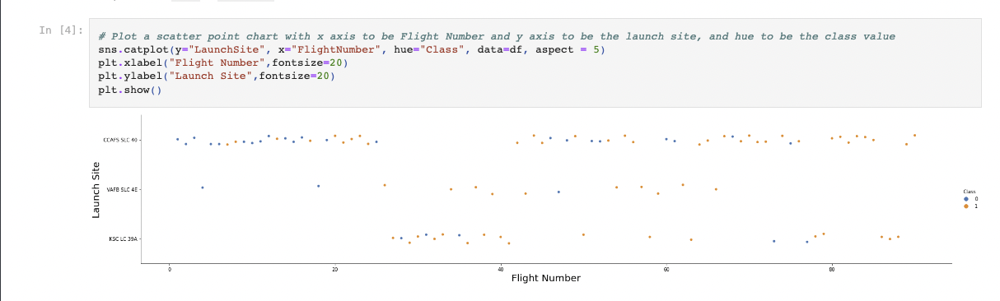 In [4]:
# Plot a scatter point chart with x axis to be Flight Number and y axis to be the launch site, and hue to be the class value
sns.catplot(y="LaunchSite", x="FlightNumber", hue="Class", data=df, aspect = 5)
plt.xlabel("Flight Number",fontsize=20)
plt.ylabel("Launch Site",fontsize=20)
plt.show()
CCAFS SLC 40
VAFB SLC 4E
KSC LC 39A
Launch Site
0
20
40
60
80
Flight Number
Class
0
1